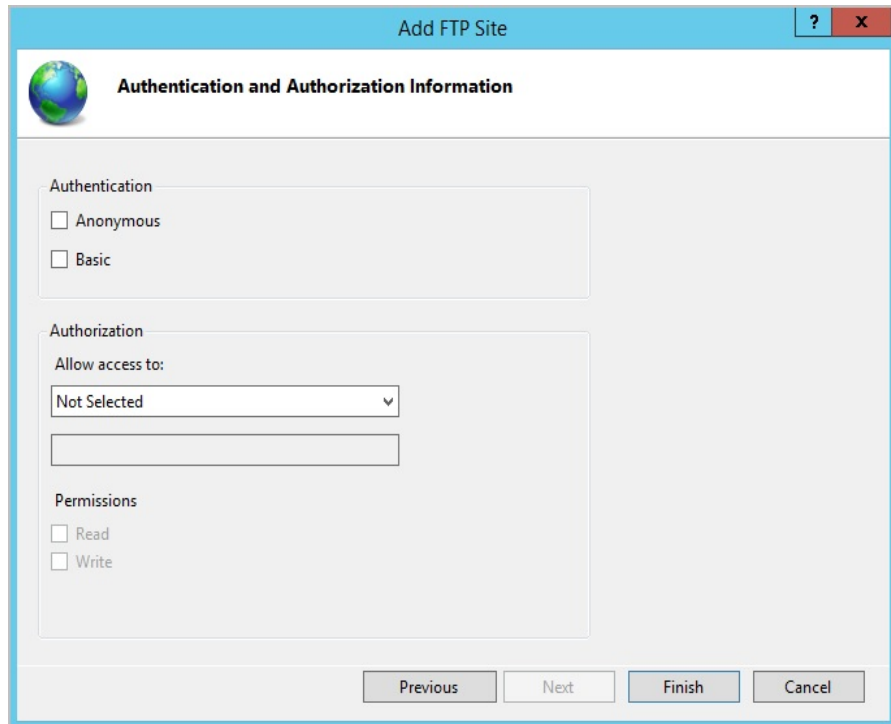 Add FTP Site
?
x
Authentication and Authorization Information
Authentication
Anonymous
Basic
Authorization
Allow access to:
Not Selected
Permissions
Read
Write
Previous Next Finish Cancel